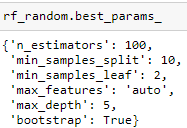 rf_random.best_params_
{'n_estimators': 100,
'min_samples_split': 10,
'min_samples_leaf': 2,
'max_features': 'auto',
'max_depth': 5,
'bootstrap': True}